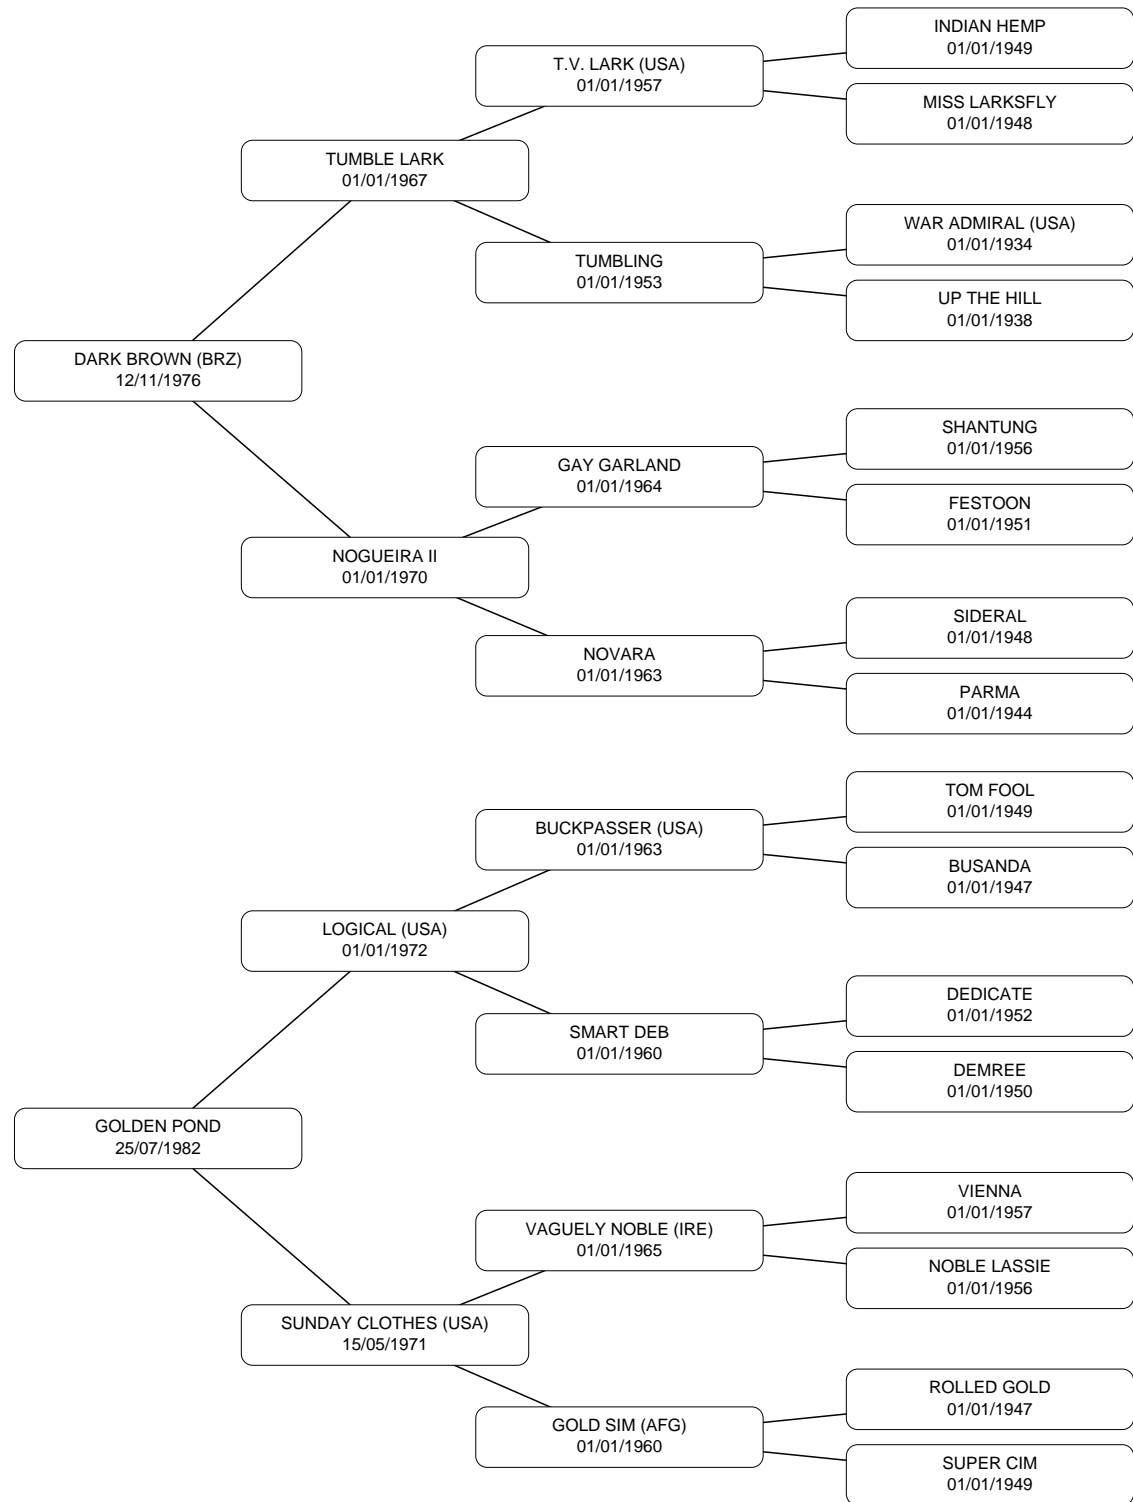 INDIAN HEMP
01/01/1949
T.V. LARK (USA)
01/01/1957
MISS LARKSFLY
01/01/1948
TUMBLE LARK
01/01/1967
WAR ADMIRAL (USA)
01/01/1934
TUMBLING
01/01/1953
UP THE HILL
01/01/1938
DARK BROWN (BRZ)
12/11/1976
SHANTUNG
01/01/1956
GAY GARLAND
01/01/1964
FESTOON
01/01/1951
NOGUEIRA II
01/01/1970
SIDERAL
01/01/1948
NOVARA
01/01/1963
PARMA
01/01/1944
TOM FOOL
01/01/1949
BUCKPASSER (USA)
01/01/1963
BUSANDA
01/01/1947
LOGICAL (USA)
01/01/1972
DEDICATE
01/01/1952
SMART DEB
01/01/1960
DEMREE
01/01/1950
GOLDEN POND
25/07/1982
VIENNA
01/01/1957
VAGUELY NOBLE (IRE)
01/01/1965
NOBLE LASSIE
01/01/1956
SUNDAY CLOTHES (USA)
15/05/1971
ROLLED GOLD
01/01/1947
GOLD SIM (AFG)
01/01/1960
SUPER CIM
01/01/1949